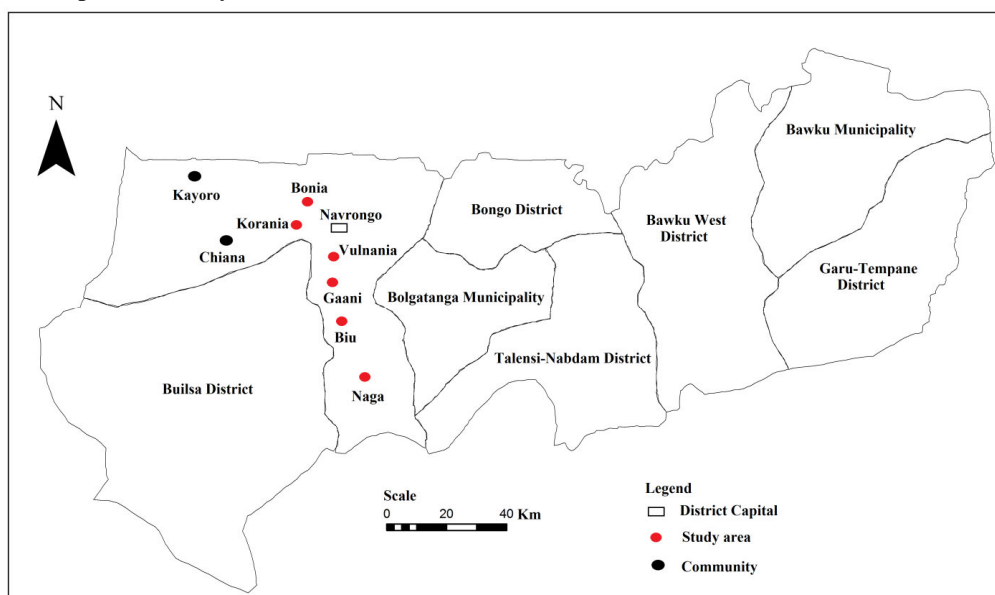 N
Bawku Municipality
Kayoro
Bonia
Navrongo
Korania
Bongo District
Bawku West
District
Chiana
Vulnania
Garu-Tempane
District
Gaani
Bolgatanga Municipality
Biu
Talensi-Nabdam District
Builsa District
Naga
Scale
0 20 40 Km
Legend
District Capital
Study area
Community